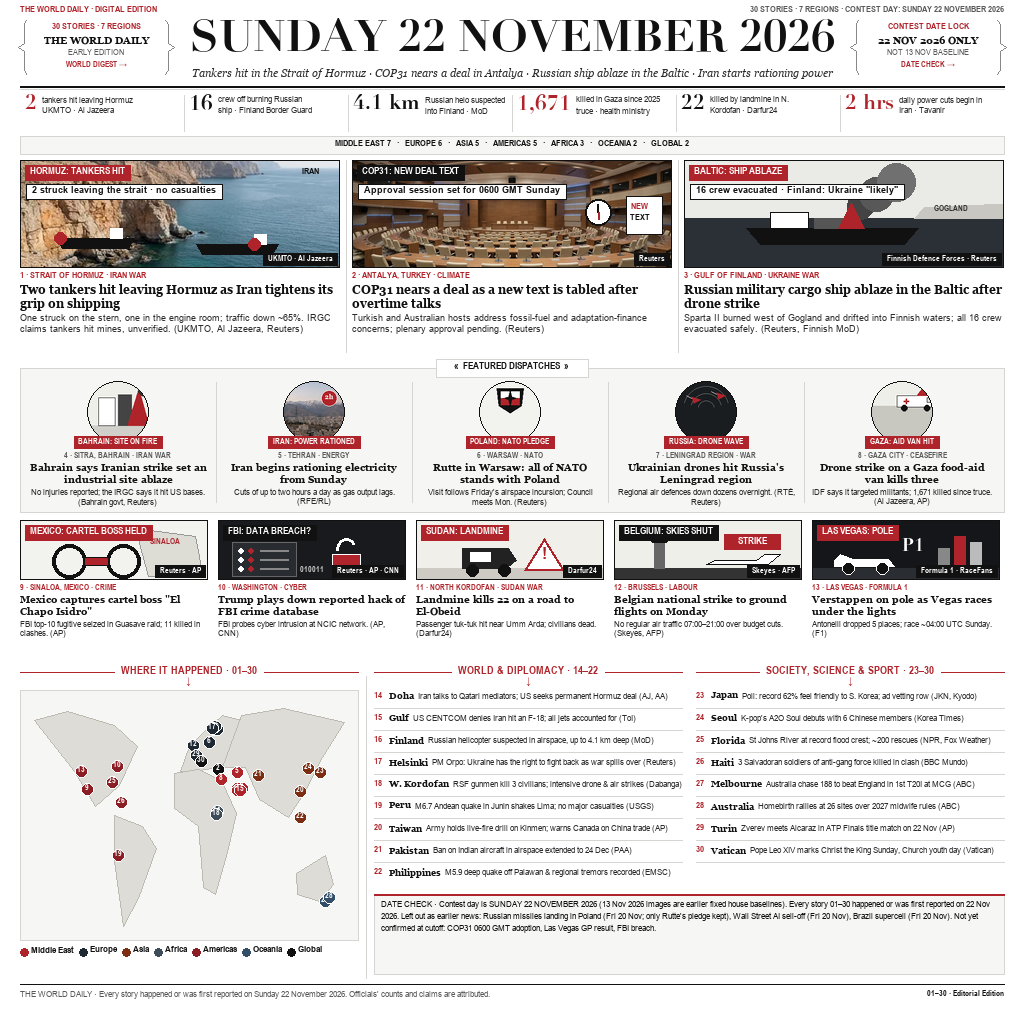 THE WORLD DAILY · DIGITAL EDITION
30 STORIES · 7 REGIONS · CONTEST DAY: SUNDAY 22 NOVEMBER 2026
30 STORIES · 7 REGIONS
THE WORLD DAILY
EARLY EDITION
WORLD DIGEST →
SUNDAY 22 NOVEMBER 2026
Tankers hit in the Strait of Hormuz · COP31 nears a deal in Antalya · Russian ship ablaze in the Baltic · Iran starts rationing power
CONTEST DATE LOCK
22 NOV 2026 ONLY
NOT 13 NOV BASELINE
DATE CHECK →
2 tankers hit leaving Hormuz
UKMTO · Al Jazeera
16 crew off burning Russian
ship · Finland Border Guard
4.1 km Russian helo suspected
into Finland · MoD
1,671 killed in Gaza since 2025
truce · health ministry
22 killed by landmine in N.
Kordofan · Darfur24
2 hrs daily power cuts begin in
Iran · Tavanir
MIDDLE EAST 7 · EUROPE 6 · ASIA 5 · AMERICAS 5 · AFRICA 3 · OCEANIA 2 · GLOBAL 2
HORMUZ: TANKERS HIT
IRAN
2 struck leaving the strait · no casualties
UKMTO · Al Jazeera
1 · STRAIT OF HORMUZ · IRAN WAR
Two tankers hit leaving Hormuz as Iran tightens its
grip on shipping
One struck on the stern, one in the engine room; traffic down ~65%. IRGC
claims tankers hit mines, unverified. (UKMTO, Al Jazeera, Reuters)
COP31: NEW DEAL TEXT
Approval session set for 0600 GMT Sunday
NEW
TEXT
Reuters
2 · ANTALYA, TURKEY · CLIMATE
COP31 nears a deal as a new text is tabled after
overtime talks
Turkish and Australian hosts address fossil-fuel and adaptation-finance
concerns; plenary approval pending. (Reuters)
BALTIC: SHIP ABLAZE
16 crew evacuated · Finland: Ukraine "likely"
GOGLAND
Finnish Defence Forces · Reuters
3 · GULF OF FINLAND · UKRAINE WAR
Russian military cargo ship ablaze in the Baltic after
drone strike
Sparta II burned west of Gogland and drifted into Finnish waters; all 16 crew
evacuated safely. (Reuters, Finnish MoD)
« FEATURED DISPATCHES »
BAHRAIN: SITE ON FIRE
4 · SITRA, BAHRAIN · IRAN WAR
Bahrain says Iranian strike set an
industrial site ablaze
No injuries reported; the IRGC says it hit US bases.
(Bahrain govt, Reuters)
2h
IRAN: POWER RATIONED
5 · TEHRAN · ENERGY
Iran begins rationing electricity
from Sunday
Cuts of up to two hours a day as gas output lags.
(RFE/RL)
POLAND: NATO PLEDGE
6 · WARSAW · NATO
Rutte in Warsaw: all of NATO
stands with Poland
Visit follows Friday's airspace incursion; Council
meets Mon. (Reuters)
RUSSIA: DRONE WAVE
7 · LENINGRAD REGION · WAR
Ukrainian drones hit Russia's
Leningrad region
Regional air defences down dozens overnight. (RTÉ,
Reuters)
GAZA: AID VAN HIT
8 · GAZA CITY · CEASEFIRE
Drone strike on a Gaza food-aid
van kills three
IDF says it targeted militants; 1,671 killed since truce.
(Al Jazeera, AP)
MEXICO: CARTEL BOSS HELD
SINALOA
Reuters · AP
9 · SINALOA, MEXICO · CRIME
Mexico captures cartel boss "El
Chapo Isidro"
FBI top-10 fugitive seized in Guasave raid; 11 killed in
clashes. (AP)
FBI: DATA BREACH?
010011
Reuters · AP · CNN
10 · WASHINGTON · CYBER
Trump plays down reported hack of
FBI crime database
FBI probes cyber intrusion at NCIC network. (AP,
CNN)
SUDAN: LANDMINE
!
Darfur24
11 · NORTH KORDOFAN · SUDAN WAR
Landmine kills 22 on a road to
El-Obeid
Passenger tuk-tuk hit near Umm Arda; civilians dead.
(Darfur24)
BELGIUM: SKIES SHUT
STRIKE
Skeyes · AFP
12 · BRUSSELS · LABOUR
Belgian national strike to ground
flights on Monday
No regular air traffic 07:00–21:00 over budget cuts.
(Skeyes, AFP)
LAS VEGAS: POLE
P1
Formula 1 · RaceFans
13 · LAS VEGAS · FORMULA 1
Verstappen on pole as Vegas races
under the lights
Antonelli dropped 5 places; race ~04:00 UTC Sunday.
(F1)
WHERE IT HAPPENED · 01–30
↓
Middle East Europe Asia Africa Americas Oceania Global
WORLD & DIPLOMACY · 14–22
↓
14 Doha Iran talks to Qatari mediators; US seeks permanent Hormuz deal (AJ, AA)
15 Gulf US CENTCOM denies Iran hit an F-18; all jets accounted for (ToI)
16 Finland Russian helicopter suspected in airspace, up to 4.1 km deep (MoD)
17 Helsinki PM Orpo: Ukraine has the right to fight back as war spills over (Reuters)
18 W. Kordofan RSF gunmen kill 3 civilians; intensive drone & air strikes (Dabanga)
19 Peru M6.7 Andean quake in Junin shakes Lima; no major casualties (USGS)
20 Taiwan Army holds live-fire drill on Kinmen; warns Canada on China trade (AP)
21 Pakistan Ban on Indian aircraft in airspace extended to 24 Dec (PAA)
22 Philippines M5.9 deep quake off Palawan & regional tremors recorded (EMSC)
SOCIETY, SCIENCE & SPORT · 23–30
↓
23 Japan Poll: record 62% feel friendly to S. Korea; ad vetting row (JKN, Kyodo)
24 Seoul K-pop's A2O Suul debuts with 6 Chinese members (Korea Times)
25 Florida St Johns River at record flood crest; ~200 rescues (NPR, Fox Weather)
26 Haiti 3 Salvadoran soldiers of anti-gang force killed in clash (BBC Mundo)
27 Melbourne Australia chase 188 to beat England in 1st T20I at MCG (ABC)
28 Australia Homebirth rallies at 26 sites over 2027 midwife rules (ABC)
29 Turin Zverev meets Alcaraz in ATP Finals title match on 22 Nov (AP)
30 Vatican Pope Leo XIV marks Christ the King Sunday, Church youth day (Vatican)
DATE CHECK · Contest day is SUNDAY 22 NOVEMBER 2026 (13 Nov 2026 images are earlier fixed house baselines). Every story 01–30 happened or was first reported on 22 Nov
2026. Left out as earlier news: Russian missiles landing in Poland (Fri 20 Nov; only Rutte's pledge kept), Wall Street AI sell-off (Fri 20 Nov), Brazil supercell (Fri 20 Nov). Not yet
confirmed at cutoff: COP31 0600 GMT adoption, Las Vegas GP result, FBI breach.
THE WORLD DAILY · Every story happened or was first reported on Sunday 22 November 2026. Officials' counts and claims are attributed.
01–30 · Editorial Edition